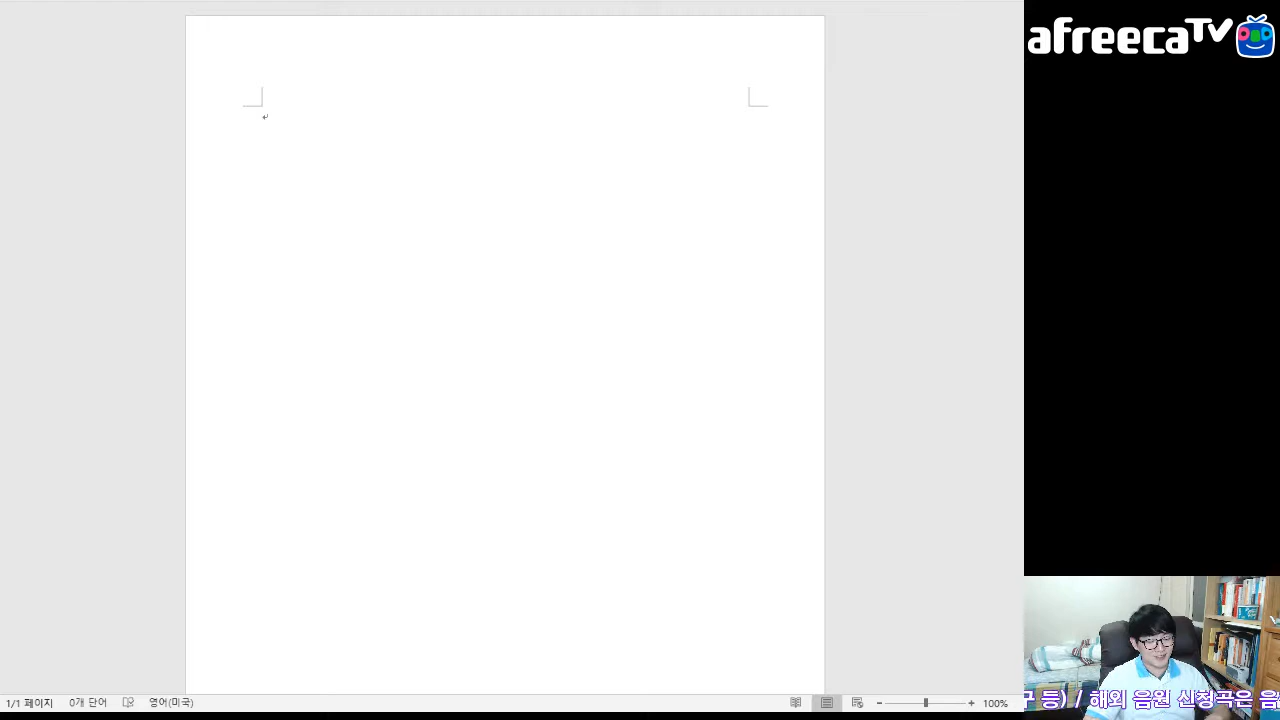 afreecaTV
1/1 페이지 0개 단어 영어(미국) 100%
등) / 해외 음원 신청곡은